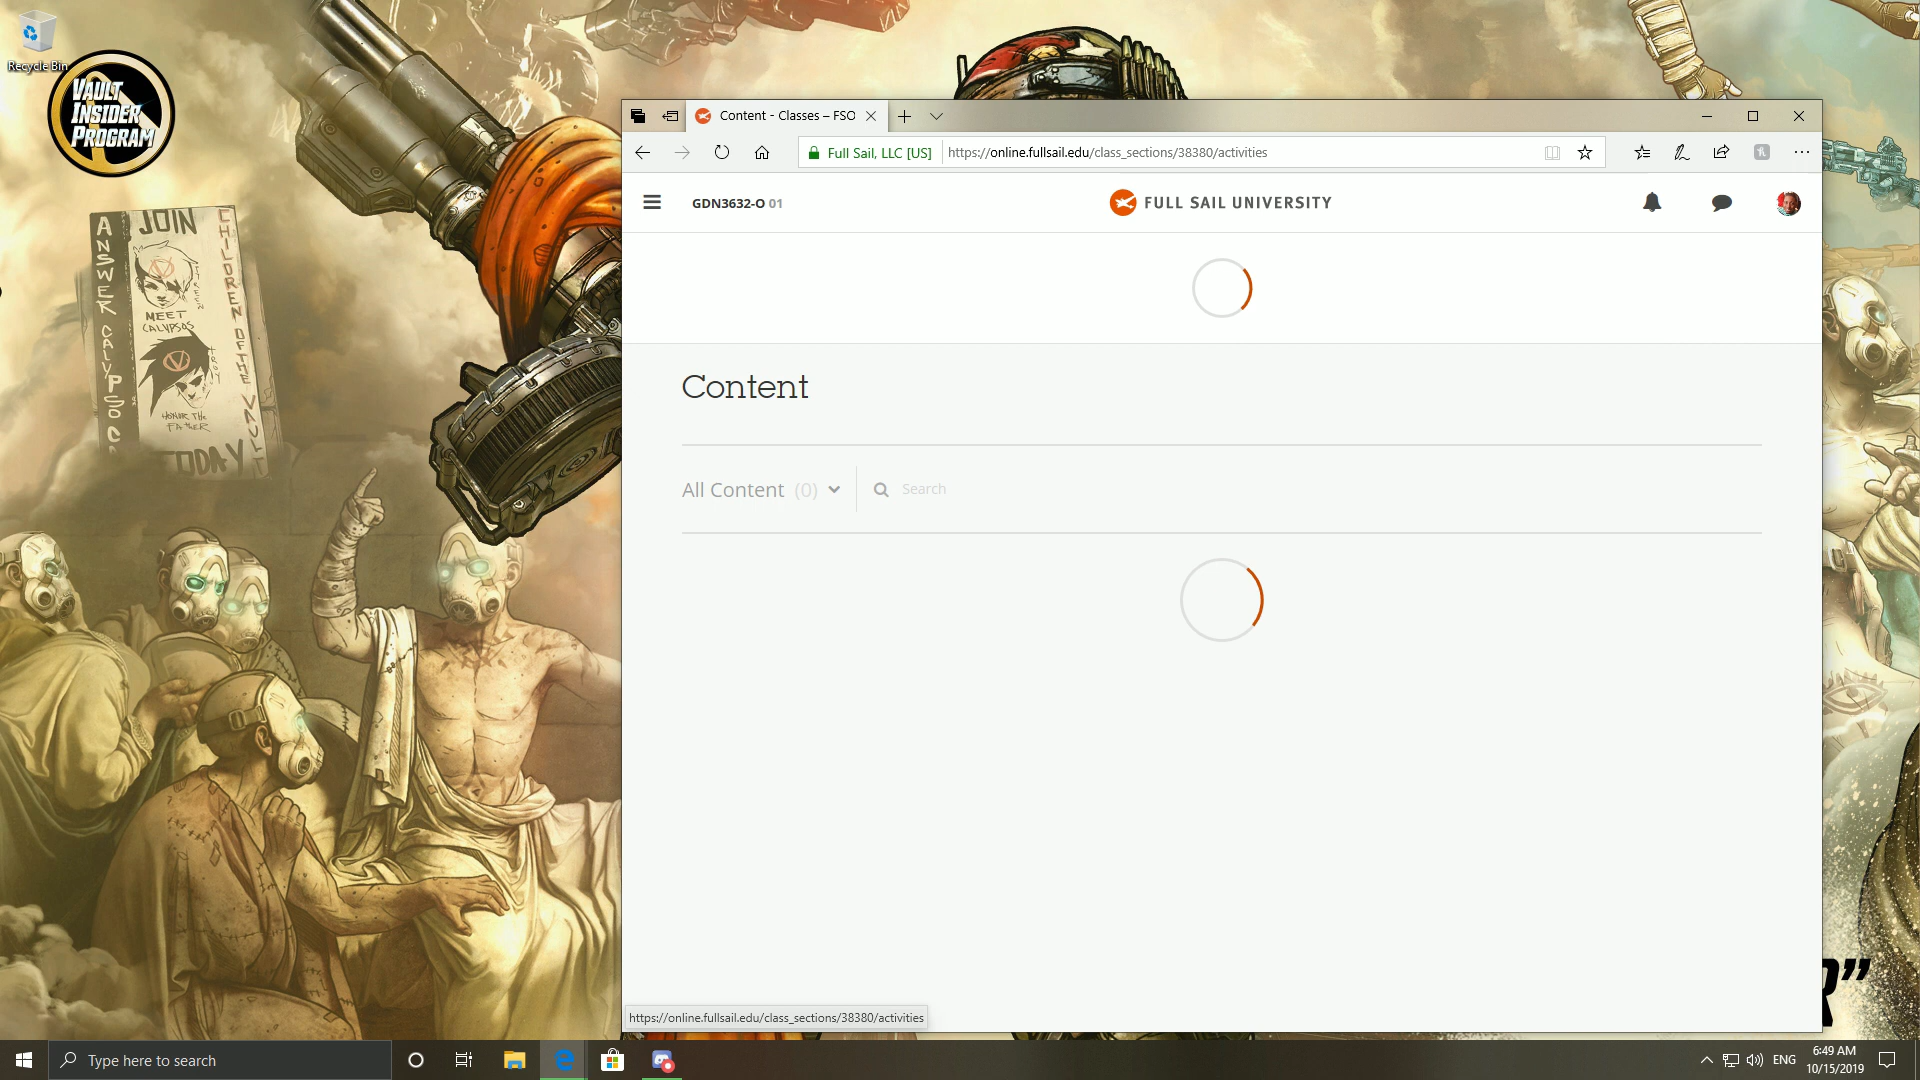 Recycle Bin
VAULT
INSIDER
PROGRAM
JOIN
ANSWER CALYPSO
CHILDREN OF THE VAULT
TYREEN
MEET
CALYPSOS
TROY
HONOR THE
FATHER
TODAY
Content - Classes – FSO
Full Sail, LLC [US]
https://online.fullsail.edu/class_sections/38380/activities
GDN3632-O 01
FULL SAIL UNIVERSITY
Content
All Content (0)
Search
https://online.fullsail.edu/class_sections/38380/activities
R”
Type here to search
ENG
6:49 AM
10/15/2019